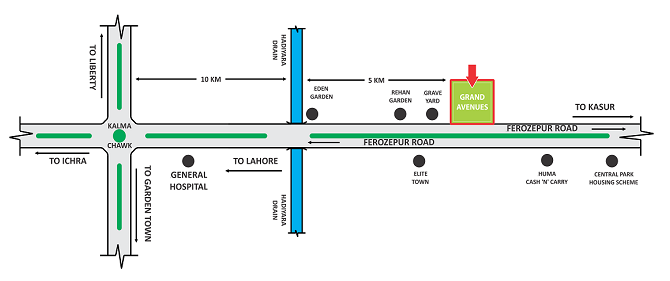 TO LIBERTY
10 KM
HADIYARA
DRAIN
5 KM
EDEN
GARDEN
REHAN
GARDEN
GRAVE
YARD
GRAND
AVENUES
TO KASUR
KALMA
CHAWK
FEROZEPUR ROAD
FEROZEPUR ROAD
TO ICHRA
TO GARDEN TOWN
GENERAL
HOSPITAL
TO LAHORE
HADIYARA
DRAIN
ELITE
TOWN
HUMA
CASH 'N' CARRY
CENTRAL PARK
HOUSING SCHEME